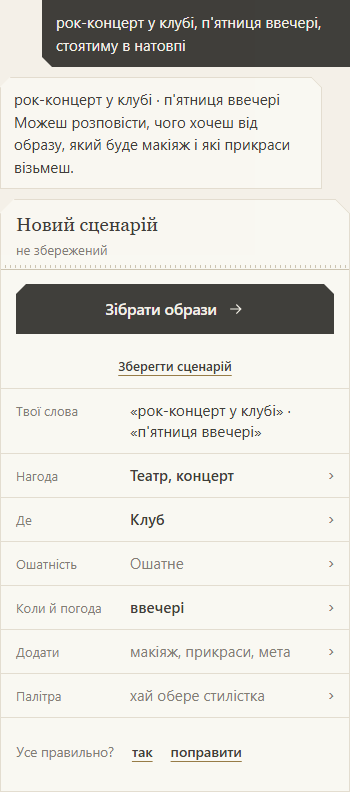 рок-концерт у клубі, п'ятниця ввечері,
стоятиму в натовпі
рок-концерт у клубі · п'ятниця ввечері
Можеш розповісти, чого хочеш від
образу, який буде макіяж і які прикраси
візьмеш.
Новий сценарій
не збережений
Зібрати образи →
Зберегти сценарій
Твої слова «рок-концерт у клубі» ·
«п'ятниця ввечері»
Нагода Театр, концерт ›
Де Клуб ›
Ошатність Ошатне ›
Коли й погода ввечері ›
Додати макіяж, прикраси, мета ›
Палітра хай обере стилістка ›
Усе правильно? так поправити